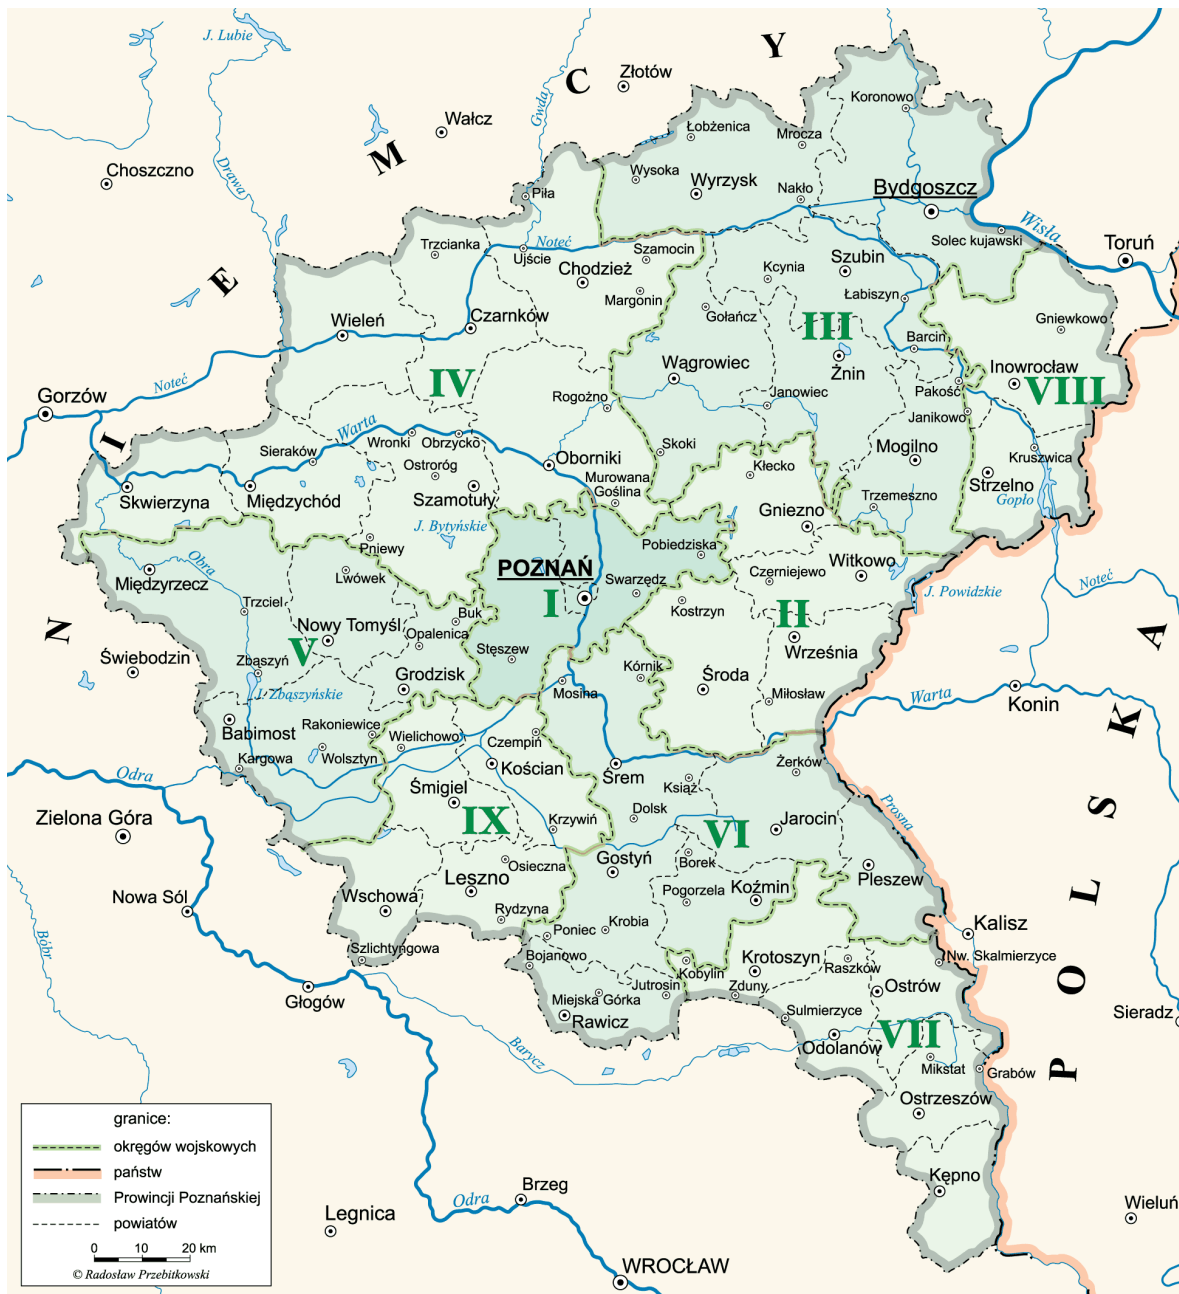 J. Lubie
Y
Złotów
C
Koronowo
Gwda
Wałcz
Łobżenica
Mrocza
M
Choszczno
Drawa
Wysoka
Wyrzysk
Nakło
Bydgoszcz
Piła
Wisła
Solec kujawski
Toruń
Trzcianka
Noteć
Ujście
Szamocin
Chodzież
Kcynia
Szubin
E
Margonin
Łabiszyn
Gołańcz
Wieleń
Czarnków
III
Gniewkowo
Barcin
Wągrowiec
Żnin
Inowrocław
Noteć
IV
VIII
Gorzów
Rogoźno
Janowiec
Pakość
Janikowo
I
Warta
Wronki
Obrzycko
Sieraków
Skoki
Mogilno
Kruszwica
Oborniki
Ostroróg
Kłecko
Strzelno
Murowana
Goślina
Skwierzyna
Międzychód
Szamotuły
Trzemeszno
Gopło
Gniezno
J. Bytyńskie
N
Pniewy
Pobiedziska
Obra
Witkowo
POZNAŃ
Międzyrzecz
Lwówek
Swarzędz
Czerniejewo
Noteć
J. Powidzkie
Trzciel
I
Kostrzyn
II
Buk
N
Nowy Tomyśl
Opalenica
A
V
Stęszew
Września
Świebodzin
Zbąszyń
Kórnik
Grodzisk
Środa
J. Zbąszyńskie
Mosina
Miłosław
Warta
Konin
Babimost
Rakoniewice
K
Wielichowo
Czempiń
Kargowa
Wolsztyn
Kościan
Śrem
Żerków
Odra
Książ
Śmigiel
Prosna
S
Dolsk
Zielona Góra
IX
Krzywiń
VI
Jarocin
Osieczna
Gostyń
Borek
Pleszew
Leszno
L
Nowa Sól
Wschowa
Pogorzela
Koźmin
Rydzyna
Krobia
Kalisz
Bóbr
Poniec
Szlichtyngowa
Bojanowo
Nw. Skalmierzyce
Kobylin
Krotoszyn
Raszków
O
Głogów
Jutrosin
Zduny
Ostrów
Miejska Górka
Rawicz
Sulmierzyce
Sieradz
VII
Odolanów
Barycz
Mikstat
Grabów
P
Ostrzeszów
granice:
okręgów wojskowych
państw
Kępno
Prowincji Poznańskiej
Odra
Brzeg
Wieluń
powiatów
Legnica
0 10 20 km
WROCŁAW
© Radosław Przebitkowski